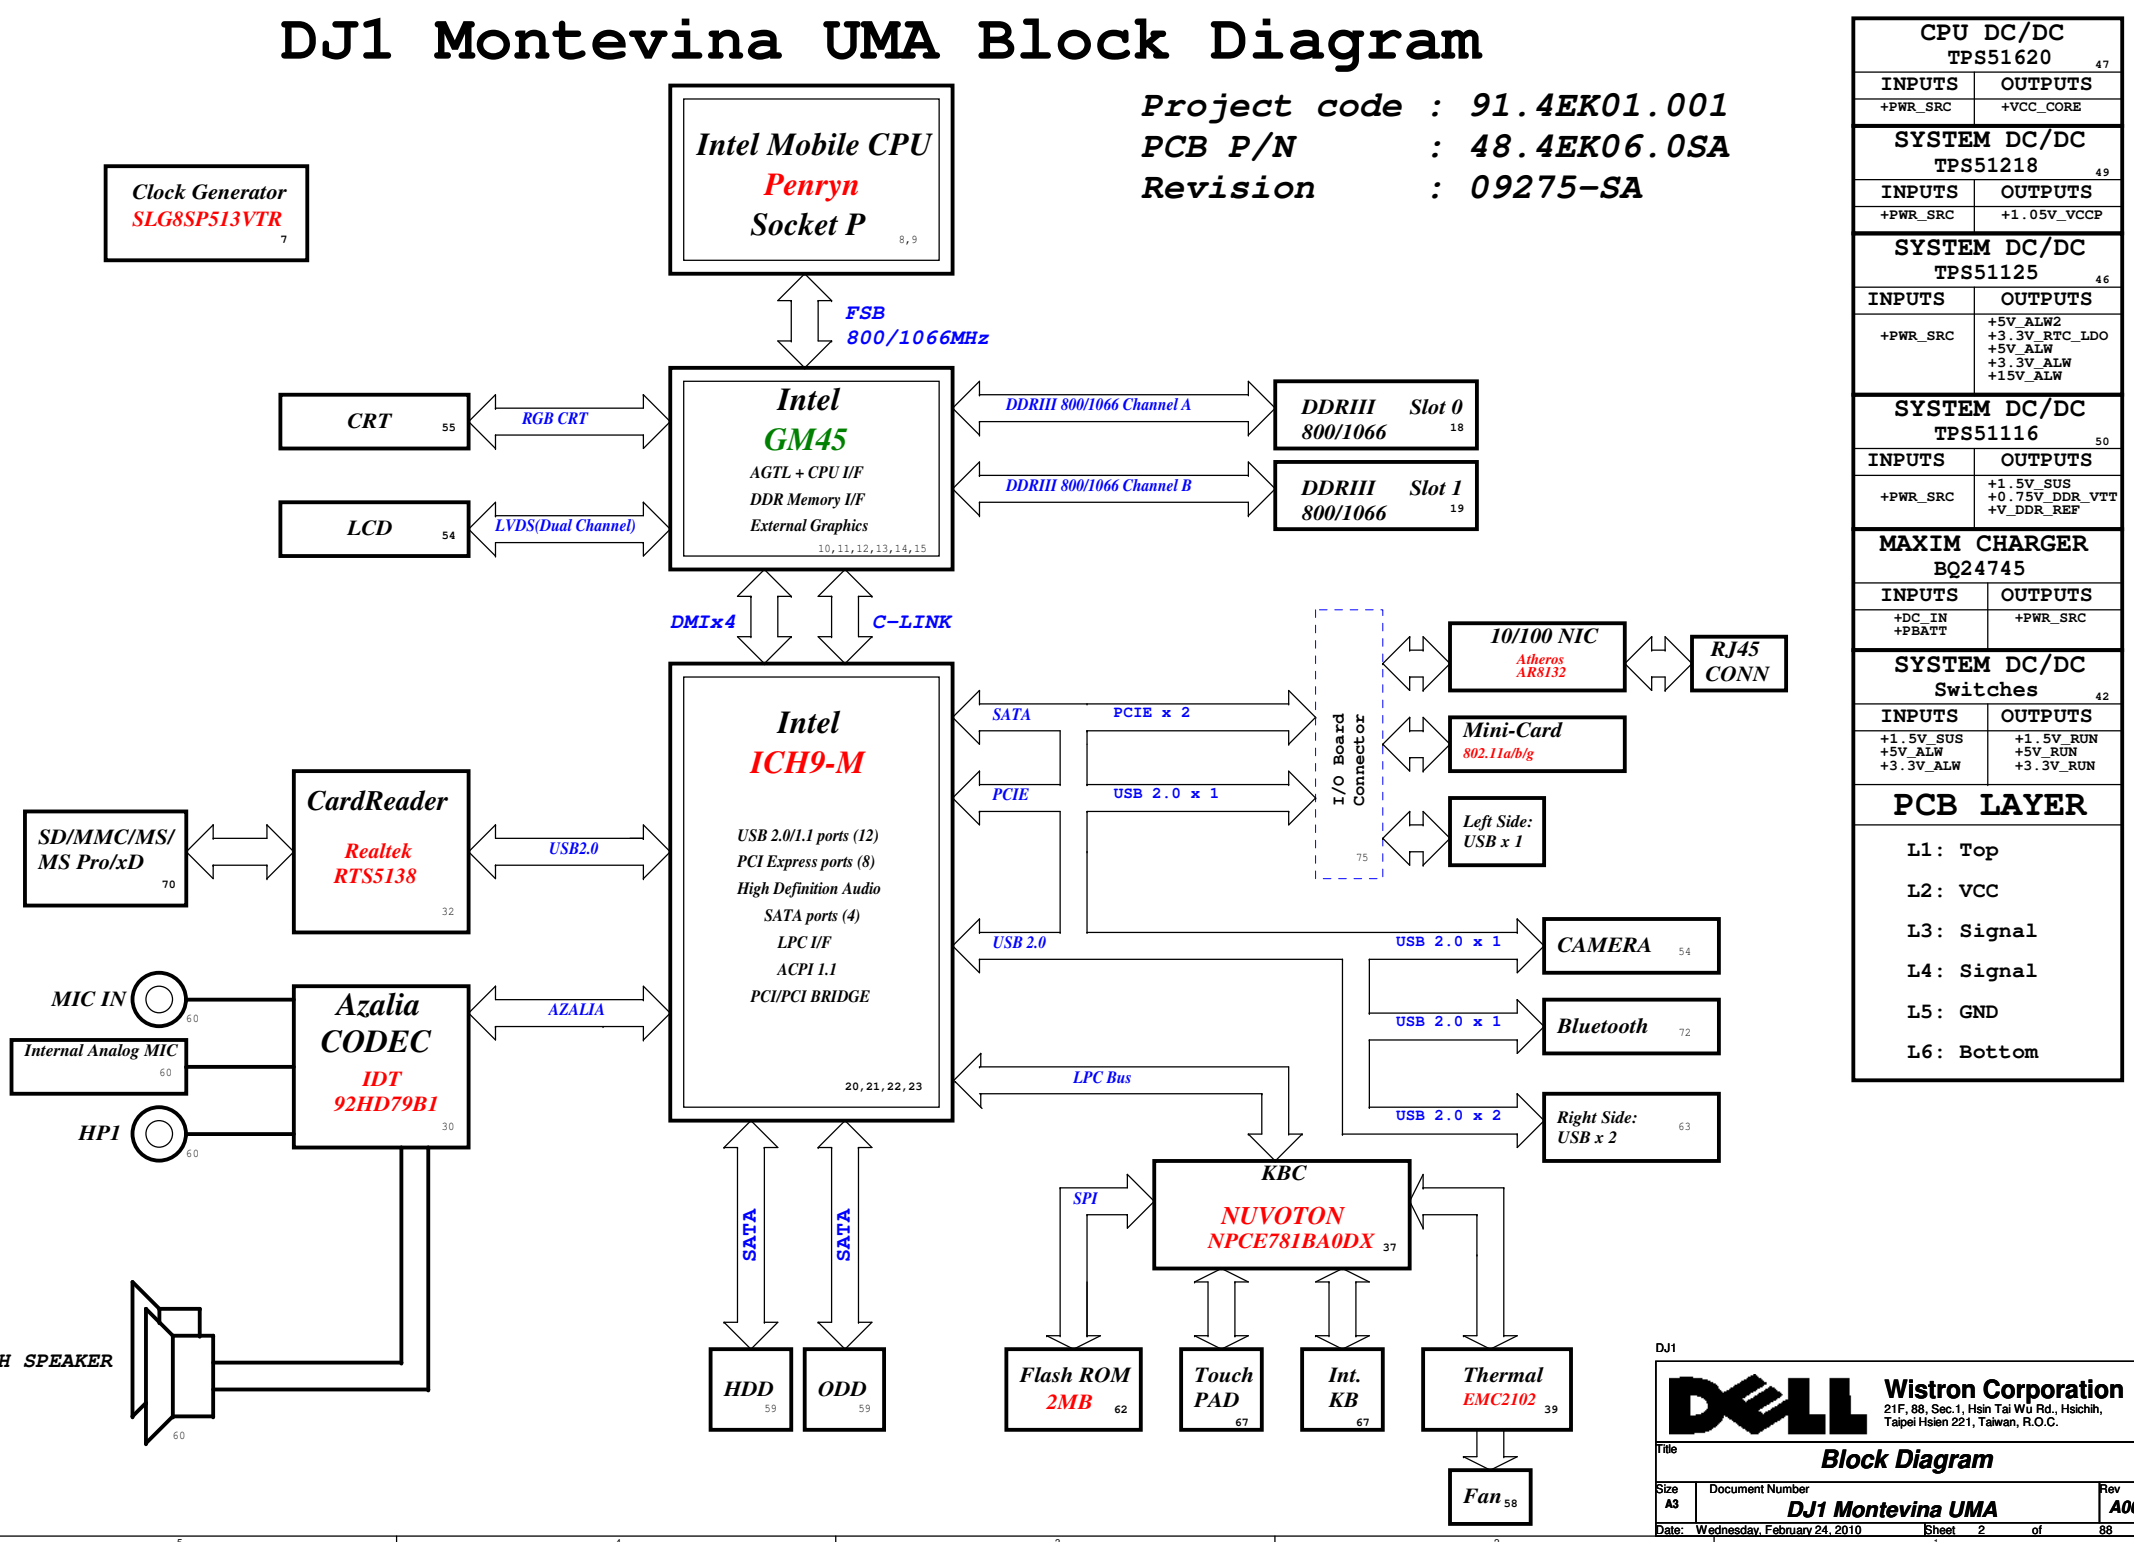 DJ1 Montevina UMA Block Diagram
Project code : 91.4EK01.001
PCB P/N : 48.4EK06.0SA
Revision : 09275-SA
Clock Generator
SLG8SP513VTR
7
Intel Mobile CPU
Penryn
Socket P
8,9
FSB
800/1066MHz
CRT
55
RGB CRT
LCD
54
LVDS(Dual Channel)
Intel
GM45
AGTL + CPU I/F
DDR Memory I/F
External Graphics
10,11,12,13,14,15
DDRIII 800/1066 Channel A
DDRIII Slot 0
800/1066
18
DDRIII 800/1066 Channel B
DDRIII Slot 1
800/1066
19
DMIx4
C-LINK
Intel
ICH9-M
USB 2.0/1.1 ports (12)
PCI Express ports (8)
High Definition Audio
SATA ports (4)
LPC I/F
ACPI 1.1
PCI/PCI BRIDGE
20,21,22,23
SATA
PCIE x 2
PCIE
USB 2.0 x 1
I/O Board
Connector
75
10/100 NIC
Atheros
AR8132
RJ45
CONN
Mini-Card
802.11a/b/g
Left Side:
USB x 1
SD/MMC/MS/
MS Pro/xD
70
CardReader
Realtek
RTS5138
32
USB2.0
USB 2.0
USB 2.0 x 1
CAMERA
54
USB 2.0 x 1
Bluetooth
72
USB 2.0 x 2
Right Side:
USB x 2
63
MIC IN
60
Internal Analog MIC
60
HP1
60
Azalia
CODEC
IDT
92HD79B1
30
AZALIA
LPC Bus
KBC
NUVOTON
NPCE781BA0DX
37
SPI
SATA
SATA
H SPEAKER
60
HDD
59
ODD
59
Flash ROM
2MB
62
Touch
PAD
67
Int.
KB
67
Thermal
EMC2102
39
Fan
58
CPU DC/DC
TPS51620
47
INPUTS OUTPUTS
+PWR_SRC +VCC_CORE
SYSTEM DC/DC
TPS51218
49
INPUTS OUTPUTS
+PWR_SRC +1.05V_VCCP
SYSTEM DC/DC
TPS51125
46
INPUTS OUTPUTS
+5V_ALW2
+PWR_SRC +3.3V_RTC_LDO
+5V_ALW
+3.3V_ALW
+15V_ALW
SYSTEM DC/DC
TPS51116
50
INPUTS OUTPUTS
+1.5V_SUS
+PWR_SRC +0.75V_DDR_VTT
+V_DDR_REF
MAXIM CHARGER
BQ24745
INPUTS OUTPUTS
+DC_IN +PWR_SRC
+PBATT
SYSTEM DC/DC
Switches
42
INPUTS OUTPUTS
+1.5V_SUS +1.5V_RUN
+5V_ALW +5V_RUN
+3.3V_ALW +3.3V_RUN
PCB LAYER
L1: Top
L2: VCC
L3: Signal
L4: Signal
L5: GND
L6: Bottom
DJ1
DELL
Wistron Corporation
21F, 88, Sec.1, Hsin Tai Wu Rd., Hsichih,
Taipei Hsien 221, Taiwan, R.O.C.
Title
Block Diagram
Size
A3
Document Number
DJ1 Montevina UMA
Rev
Date: Wednesday, February 24, 2010 Sheet 2 of 88